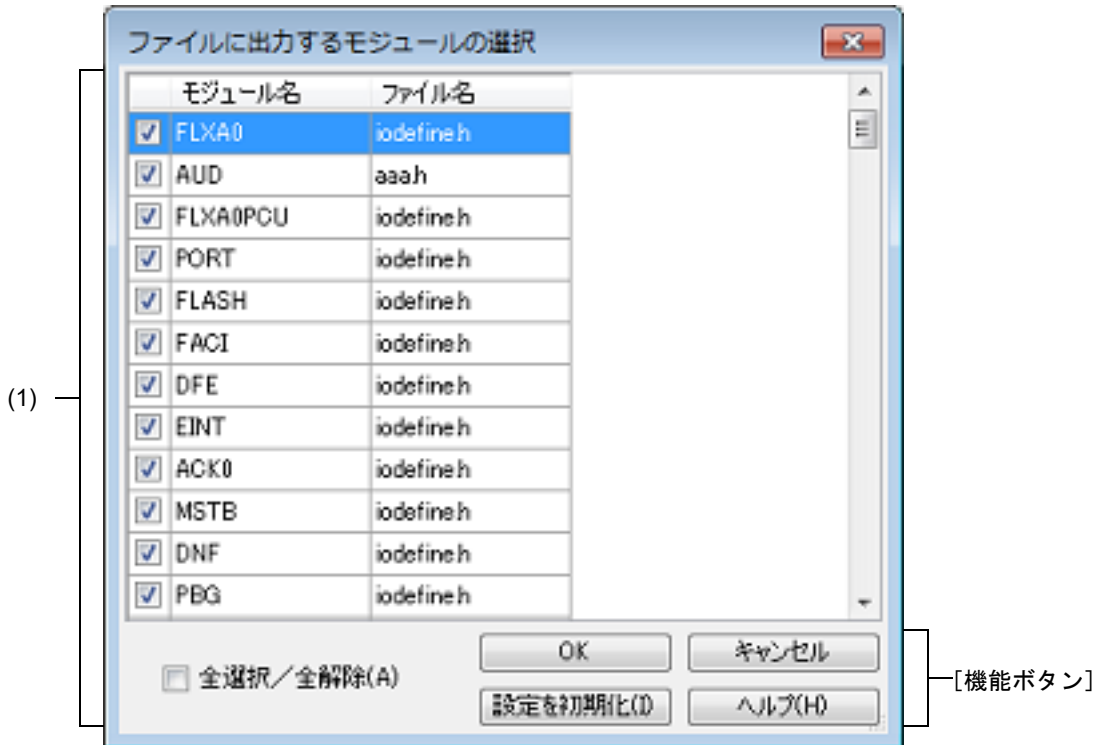 ファイルに出力するモジュールの選択
モジュール名 ファイル名
FLXA0 iodefine.h
AUD aaa.h
FLXA0PCU iodefine.h
PORT iodefine.h
FLASH iodefine.h
FACI iodefine.h
DFE iodefine.h
EINT iodefine.h
ACK0 iodefine.h
MSTB iodefine.h
DNF iodefine.h
PBG iodefine.h
(1)
全選択／全解除(A)
OK キャンセル
設定を初期化(I) ヘルプ(H)
[機能ボタン]